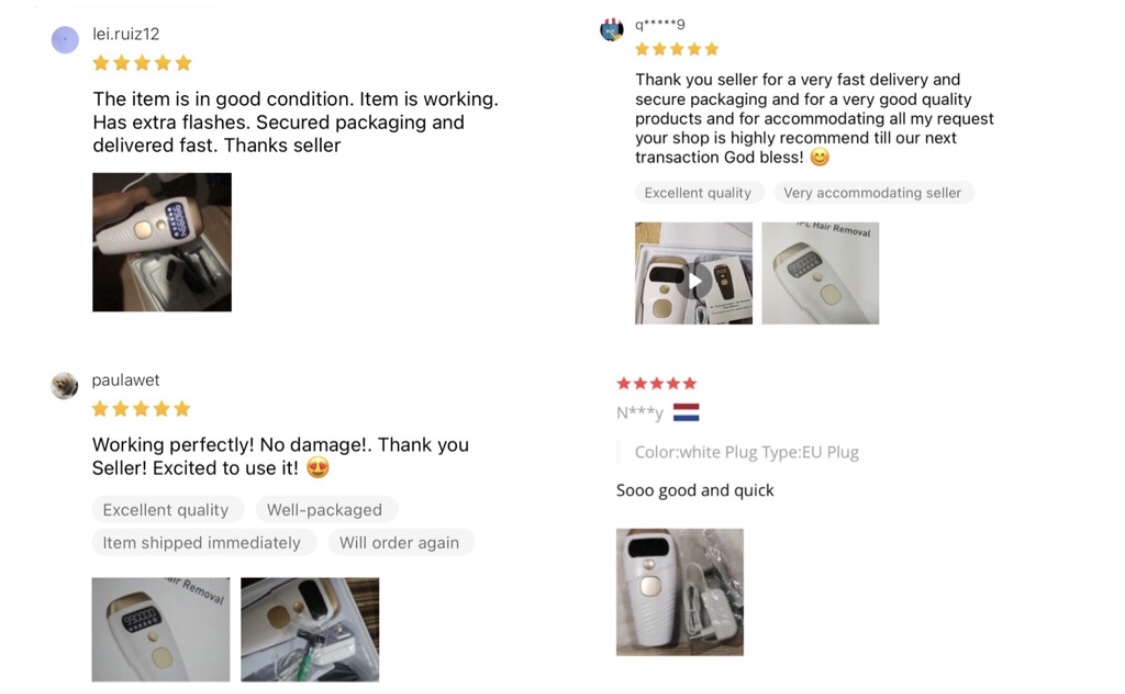 lei.ruiz12
The item is in good condition. Item is working.
Has extra flashes. Secured packaging and
delivered fast. Thanks seller
q*****9
Thank you seller for a very fast delivery and
secure packaging and for a very good quality
products and for accommodating all my request
your shop is highly recommend till our next
transaction God bless! 😊
Excellent quality
Very accommodating seller
Hair Removal
paulawet
Working perfectly! No damage!. Thank you
Seller! Excited to use it! 😍
Excellent quality
Well-packaged
Item shipped immediately
Will order again
Removal
N***y
Color:white Plug Type:EU Plug
Sooo good and quick